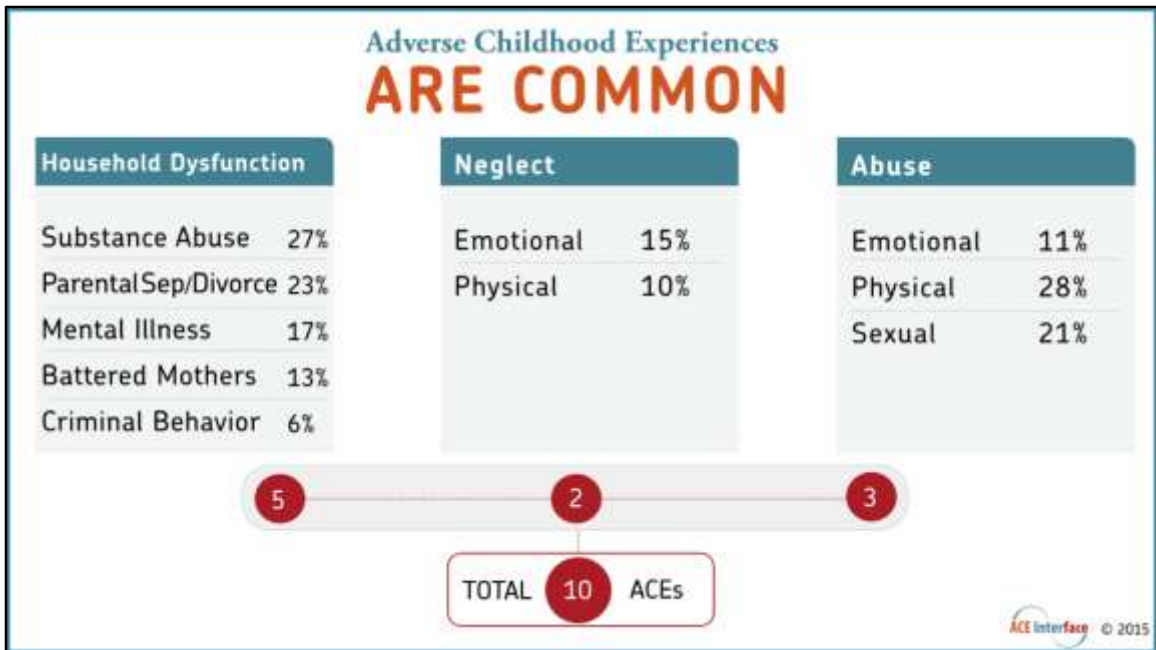 Adverse Childhood Experiences
ARE COMMON
Household Dysfunction
Substance Abuse 27%
ParentalSep/Divorce 23%
Mental Illness 17%
Battered Mothers 13%
Criminal Behavior 6%
Neglect
Emotional 15%
Physical 10%
Abuse
Emotional 11%
Physical 28%
Sexual 21%
5 2 3
TOTAL 10 ACEs
ACE Interface © 2015